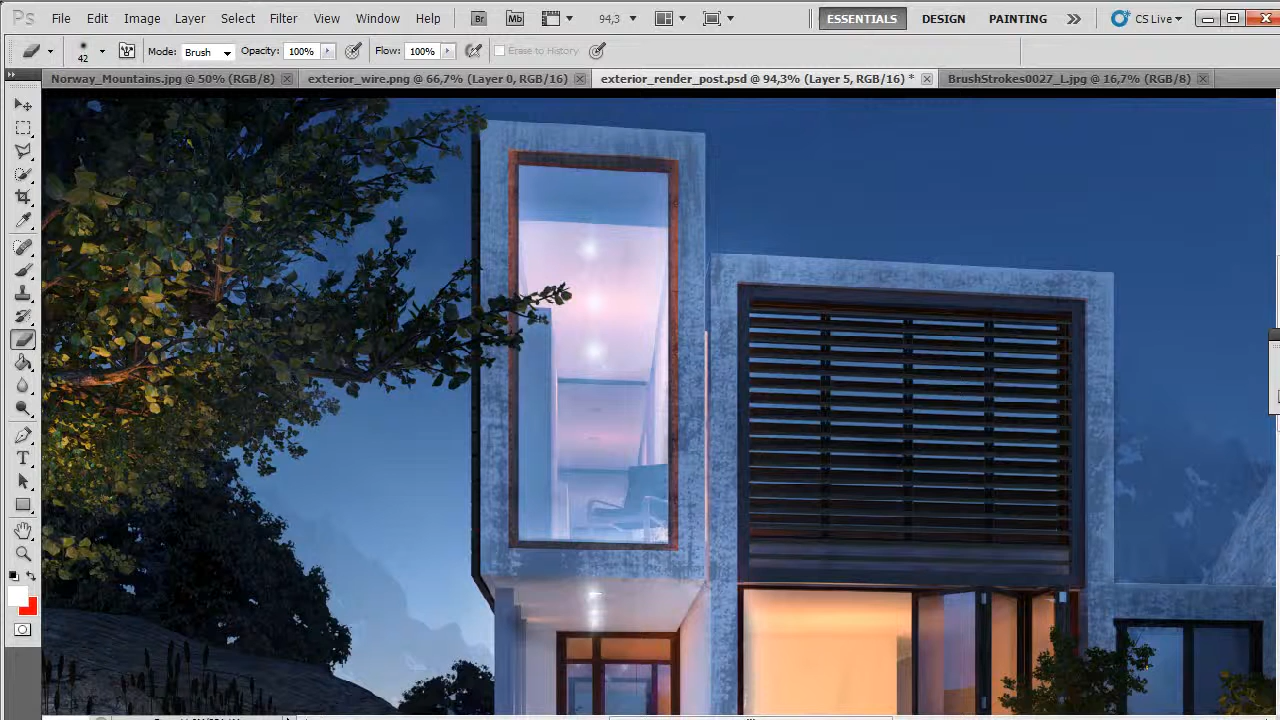 Ps File Edit Image Layer Select Filter View Window Help Br Mb 94,3 ESSENTIALS DESIGN PAINTING CS Live
42 Mode: Brush Opacity: 100% Flow: 100% Erase to History
Norway_Mountains.jpg @ 50% (RGB/8) exterior_wire.png @ 66,7% (Layer 0, RGB/16) exterior_render_post.psd @ 94,3% (Layer 5, RGB/16) * BrushStrokes0027_L.jpg @ 16,7% (RGB/8)